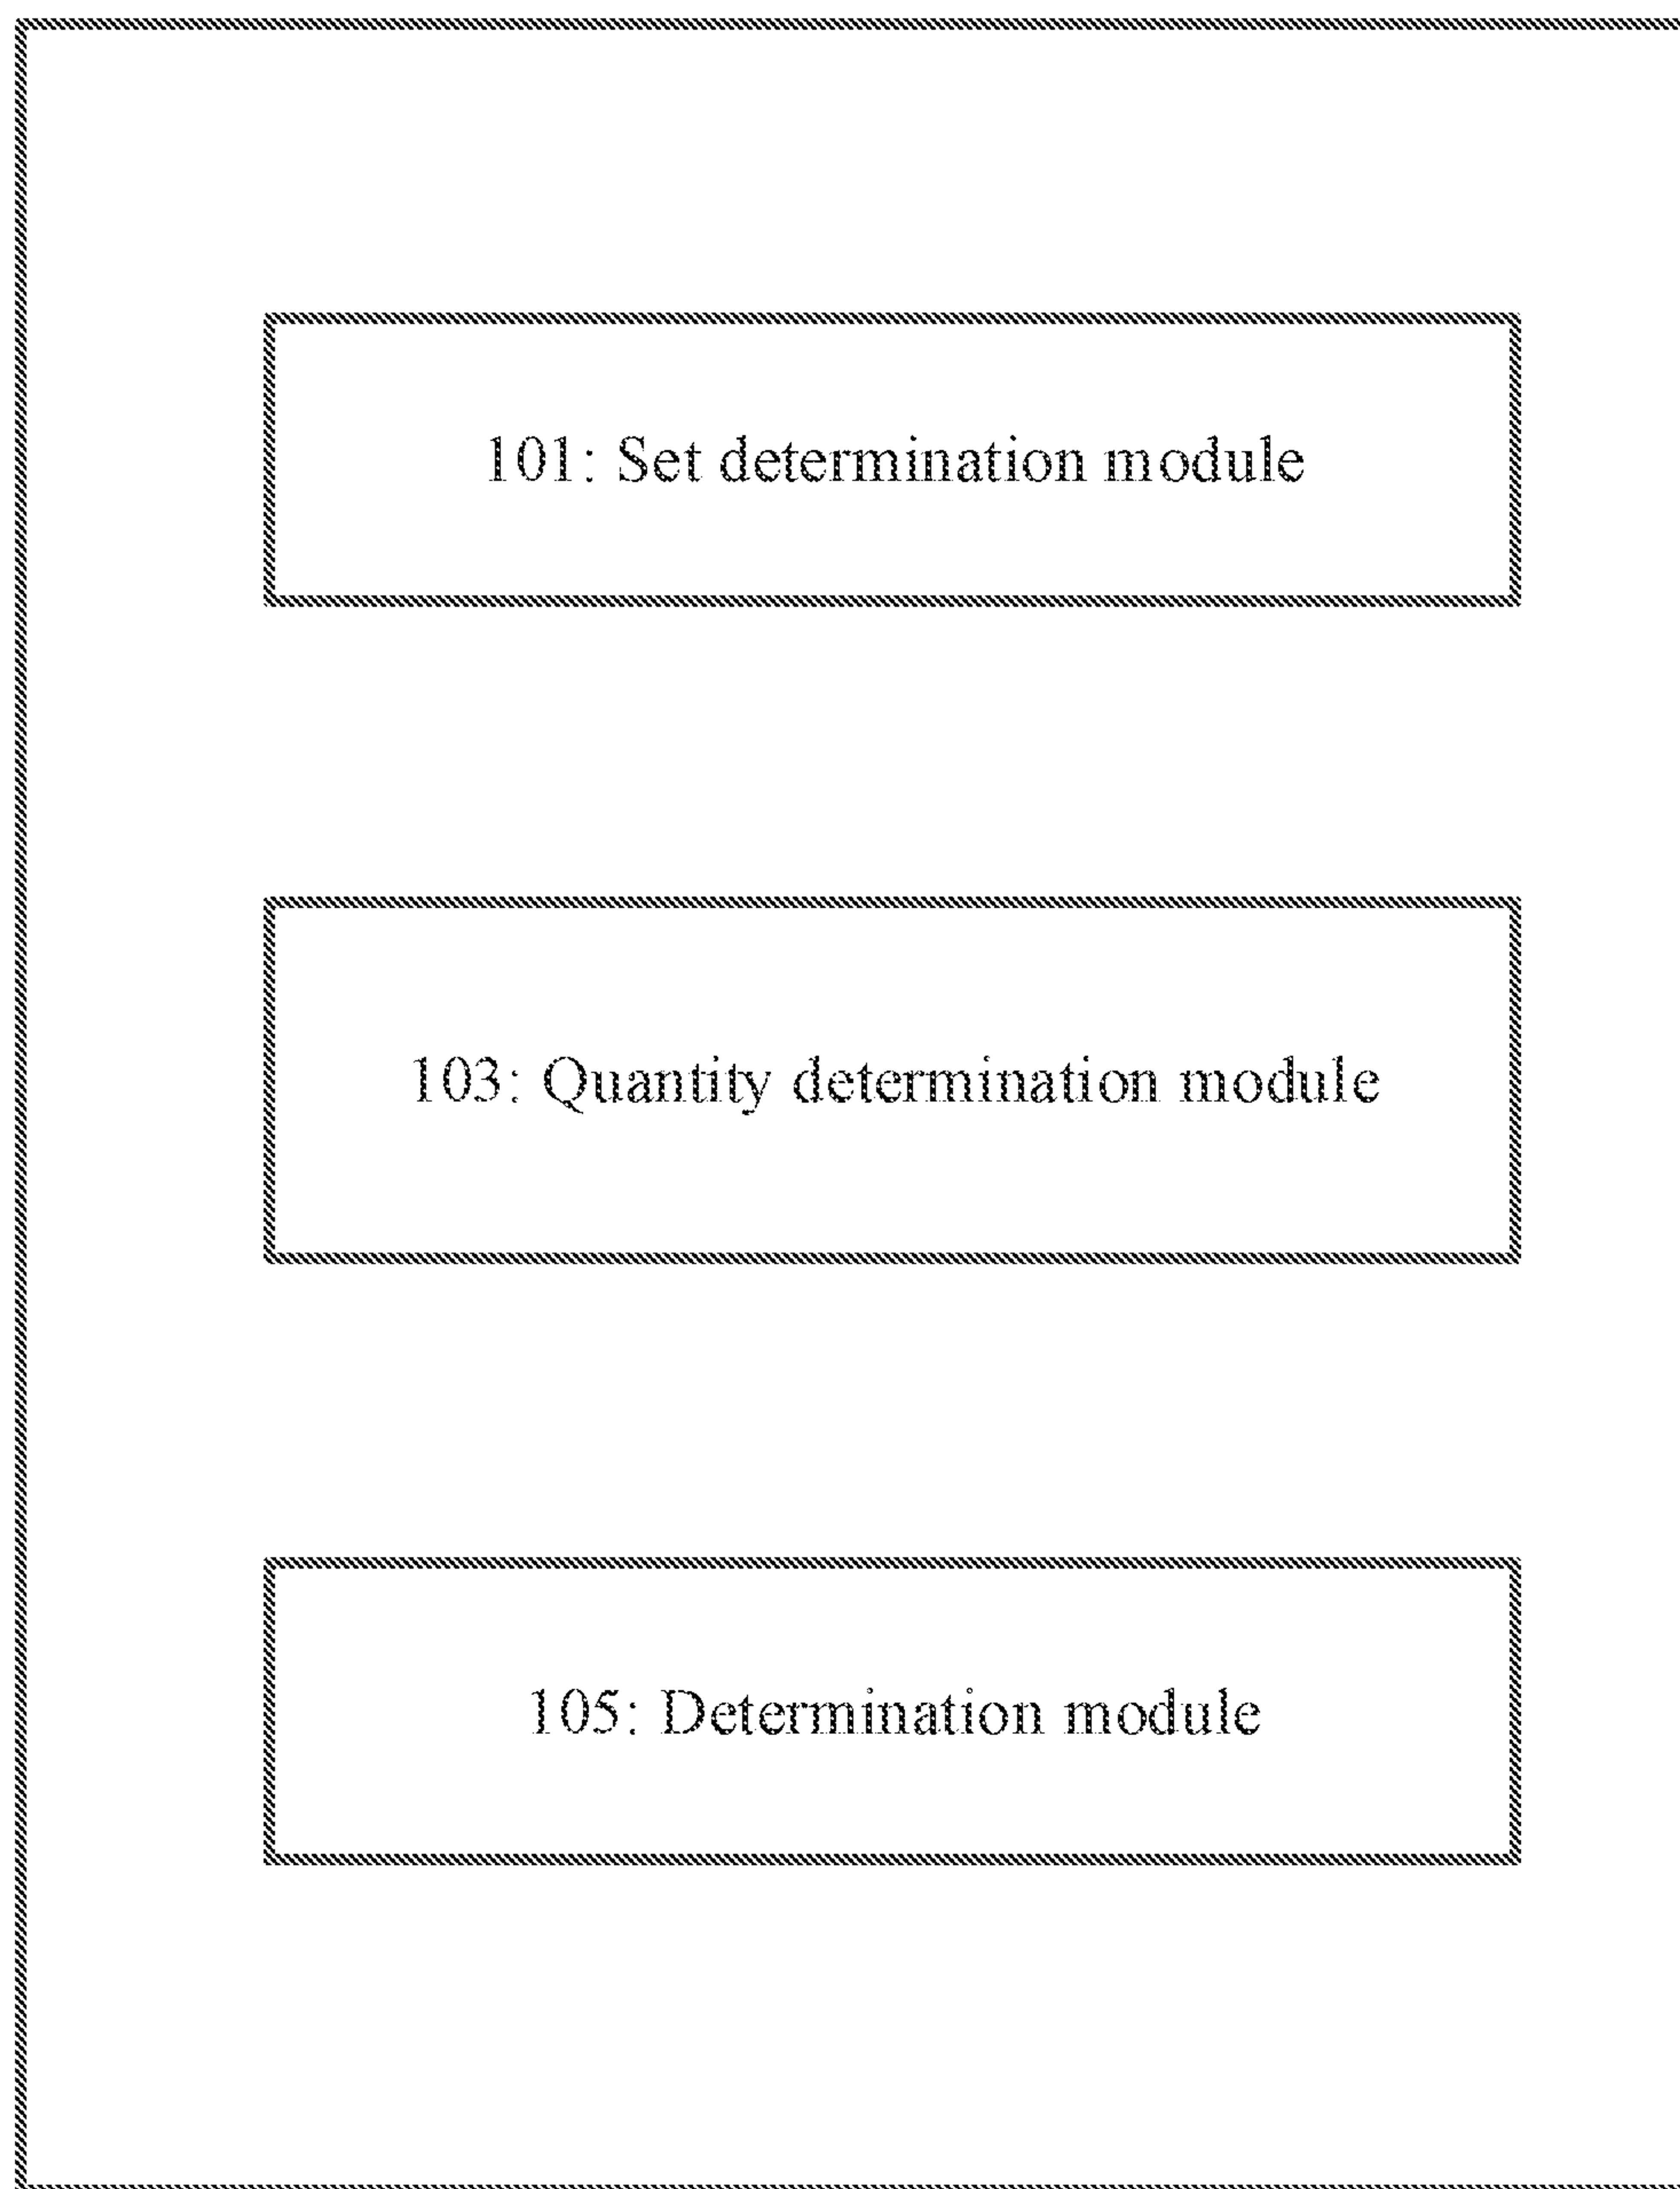 101: Set determination module
103: Quantity determination module
105: Determination module